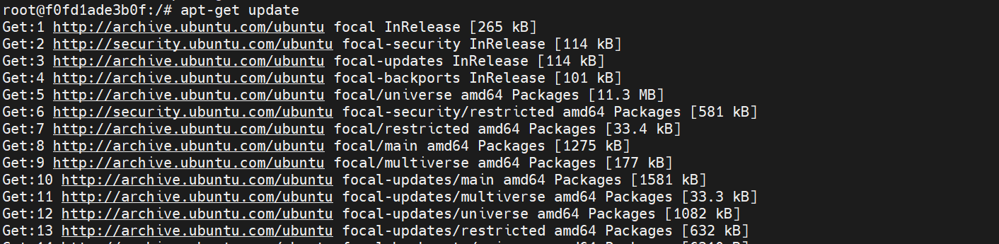 root@f0fd1ade3b0f:/# apt-get update
Get:1 http://archive.ubuntu.com/ubuntu focal InRelease [265 kB]
Get:2 http://security.ubuntu.com/ubuntu focal-security InRelease [114 kB]
Get:3 http://archive.ubuntu.com/ubuntu focal-updates InRelease [114 kB]
Get:4 http://archive.ubuntu.com/ubuntu focal-backports InRelease [101 kB]
Get:5 http://archive.ubuntu.com/ubuntu focal/universe amd64 Packages [11.3 MB]
Get:6 http://security.ubuntu.com/ubuntu focal-security/restricted amd64 Packages [581 kB]
Get:7 http://archive.ubuntu.com/ubuntu focal/restricted amd64 Packages [33.4 kB]
Get:8 http://archive.ubuntu.com/ubuntu focal/main amd64 Packages [1275 kB]
Get:9 http://archive.ubuntu.com/ubuntu focal/multiverse amd64 Packages [177 kB]
Get:10 http://archive.ubuntu.com/ubuntu focal-updates/main amd64 Packages [1581 kB]
Get:11 http://archive.ubuntu.com/ubuntu focal-updates/multiverse amd64 Packages [33.3 kB]
Get:12 http://archive.ubuntu.com/ubuntu focal-updates/universe amd64 Packages [1082 kB]
Get:13 http://archive.ubuntu.com/ubuntu focal-updates/restricted amd64 Packages [632 kB]